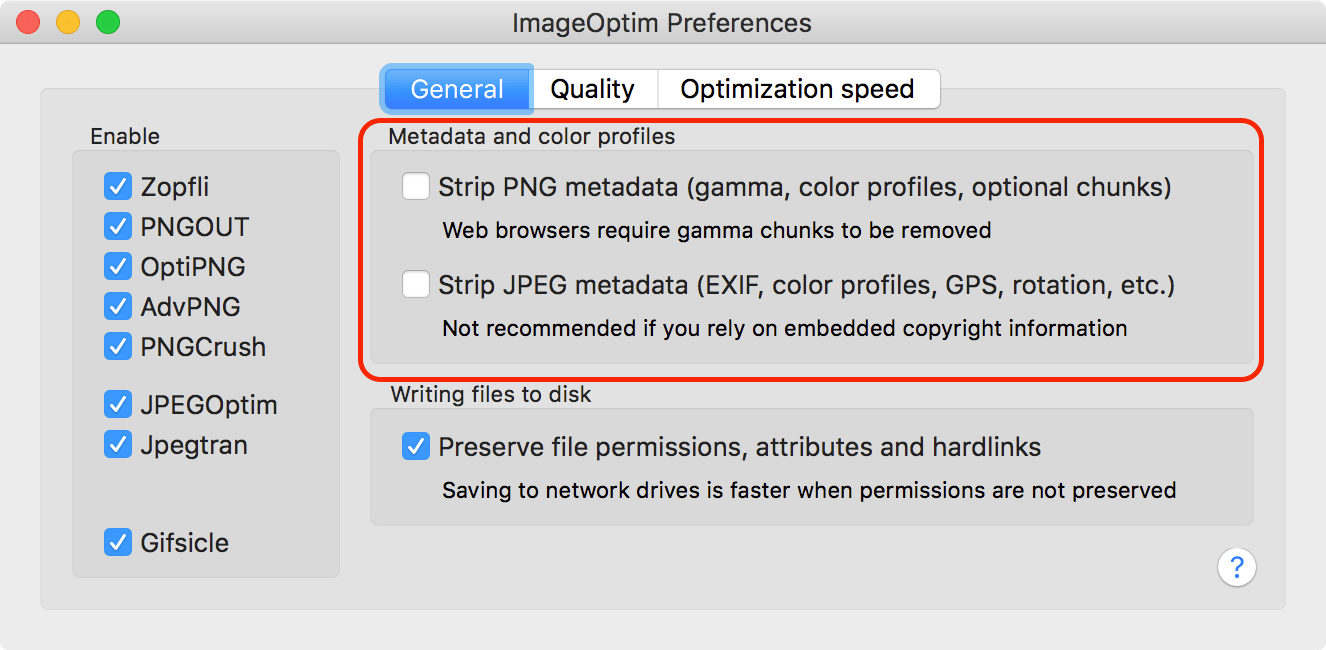 ImageOptim Preferences
General
Quality
Optimization speed
Enable
Zopfli
PNGOUT
OptiPNG
AdvPNG
PNGCrush
JPEGOptim
Jpegtran
Gifsicle
Metadata and color profiles
Strip PNG metadata (gamma, color profiles, optional chunks)
Web browsers require gamma chunks to be removed
Strip JPEG metadata (EXIF, color profiles, GPS, rotation, etc.)
Not recommended if you rely on embedded copyright information
Writing files to disk
Preserve file permissions, attributes and hardlinks
Saving to network drives is faster when permissions are not preserved
?